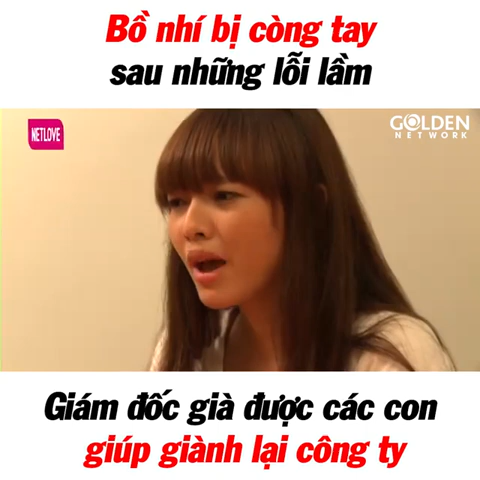 Bồ nhí bị còng tay
sau những lỗi lầm
NETLOVE
GOLDEN
NETWORK
Giám đốc già được các con
giúp giành lại công ty